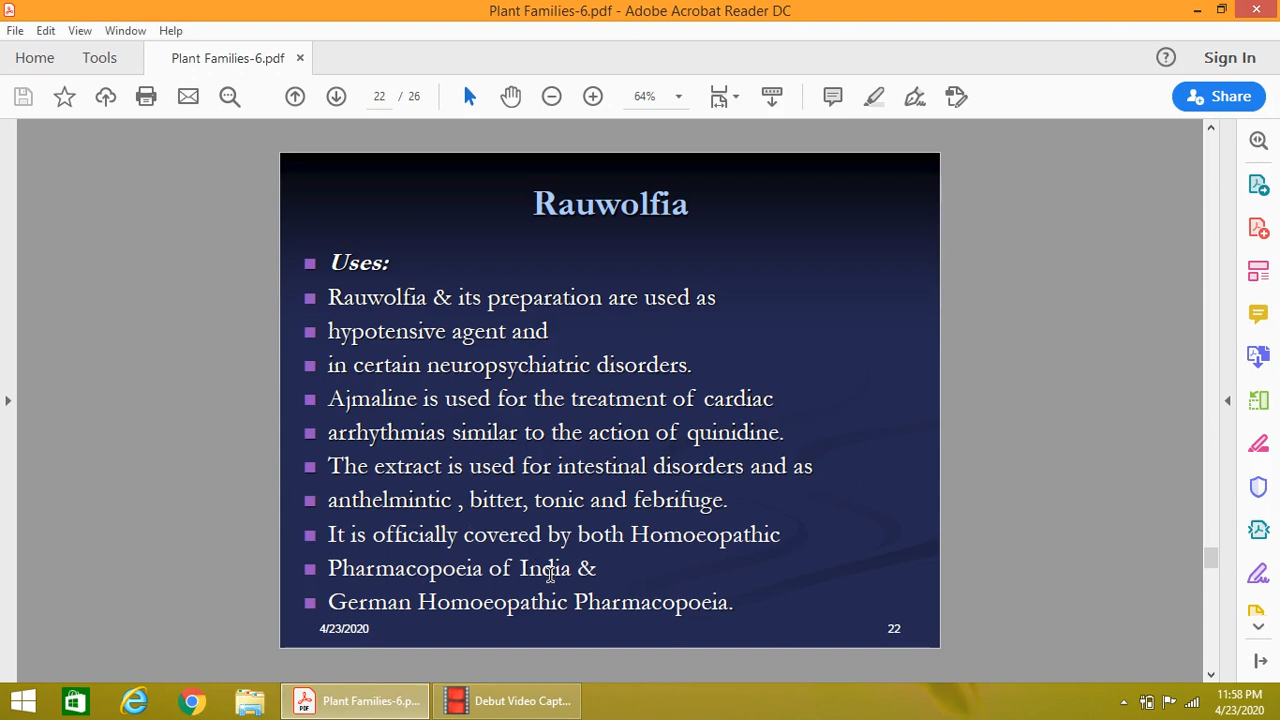 Plant Families-6.pdf - Adobe Acrobat Reader DC
File Edit View Window Help
Home Tools Plant Families-6.pdf × ? Sign In
22 / 26 64% Share
Rauwolfia
Uses:
Rauwolfia & its preparation are used as
hypotensive agent and
in certain neuropsychiatric disorders.
Ajmaline is used for the treatment of cardiac
arrhythmias similar to the action of quinidine.
The extract is used for intestinal disorders and as
anthelmintic , bitter, tonic and febrifuge.
It is officially covered by both Homoeopathic
Pharmacopoeia of India &
German Homoeopathic Pharmacopoeia.
4/23/2020 22
Plant Families-6.p... Debut Video Capt... 11:58 PM
4/23/2020